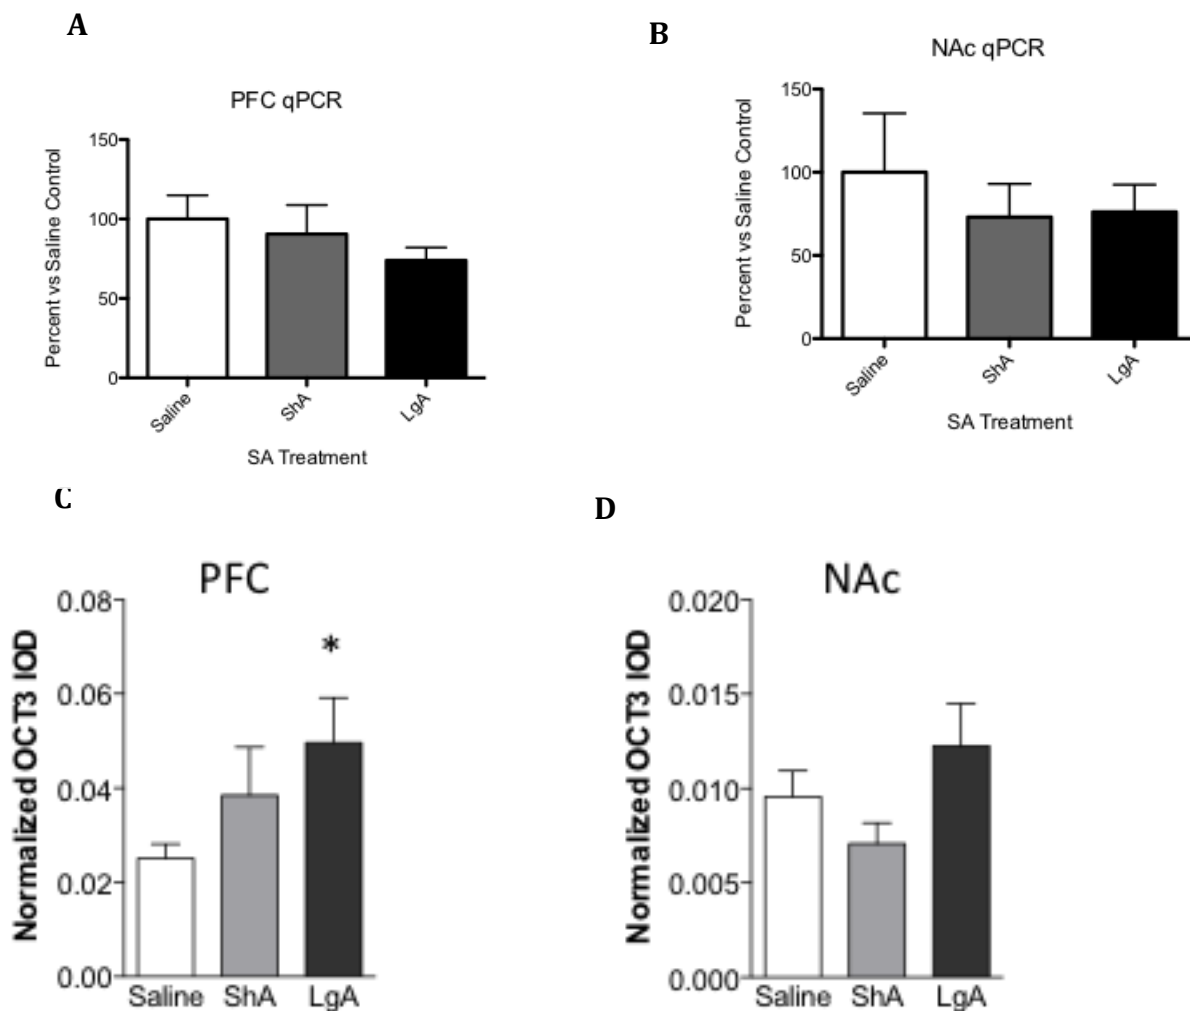 A
PFC qPCR
Percent vs Saline Control
150
100
50
0
Saline
ShA
LgA
SA Treatment
B
NAc qPCR
Percent vs Saline Control
150
100
50
0
Saline
ShA
LgA
SA Treatment
C
PFC
Normalized OCT3 IOD
0.08
0.06
0.04
0.02
0.00
*
Saline ShA LgA
D
NAc
Normalized OCT3 IOD
0.020
0.015
0.010
0.005
0.000
Saline ShA LgA